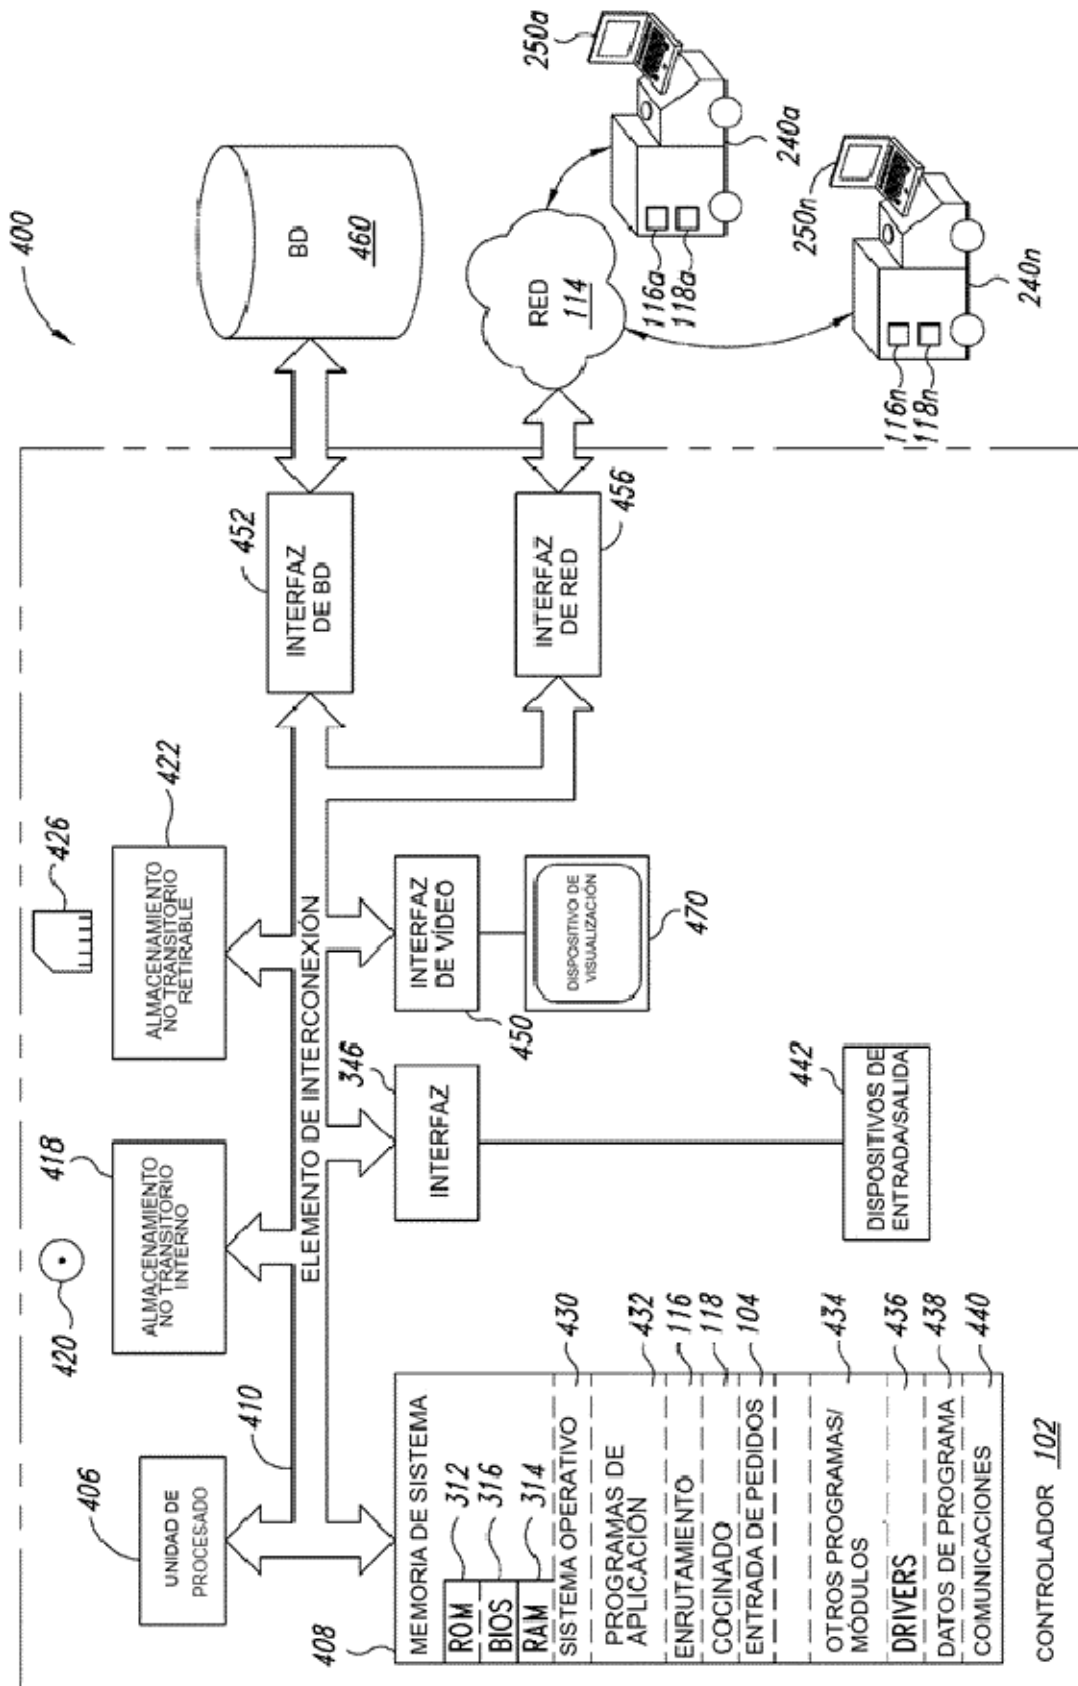 400
BD
460
RED
114
250a
240a
116a
118a
250n
240n
116n
118n
452
INTERFAZ
DE BD
456
INTERFAZ
DE RED
426
422
ALMACENAMIENTO
NO TRANSITORIO
RETIRABLE
420
418
ALMACENAMIENTO
NO TRANSITORIO
INTERNO
406
UNIDAD DE
PROCESADO
410
ELEMENTO DE INTERCONEXIÓN
INTERFAZ
DE VÍDEO
450
DISPOSITIVO DE
VISUALIZACIÓN
470
346
INTERFAZ
442
DISPOSITIVOS DE
ENTRADA/SALIDA
408
MEMORIA DE SISTEMA
ROM 312
BIOS 316
RAM 314
SISTEMA OPERATIVO 430
PROGRAMAS DE
APLICACIÓN 432
ENRUTAMIENTO 116
COCINADO 118
ENTRADA DE PEDIDOS 104
OTROS PROGRAMAS/
MÓDULOS 434
DRIVERS 436
DATOS DE PROGRAMA 438
COMUNICACIONES 440
CONTROLADOR 102